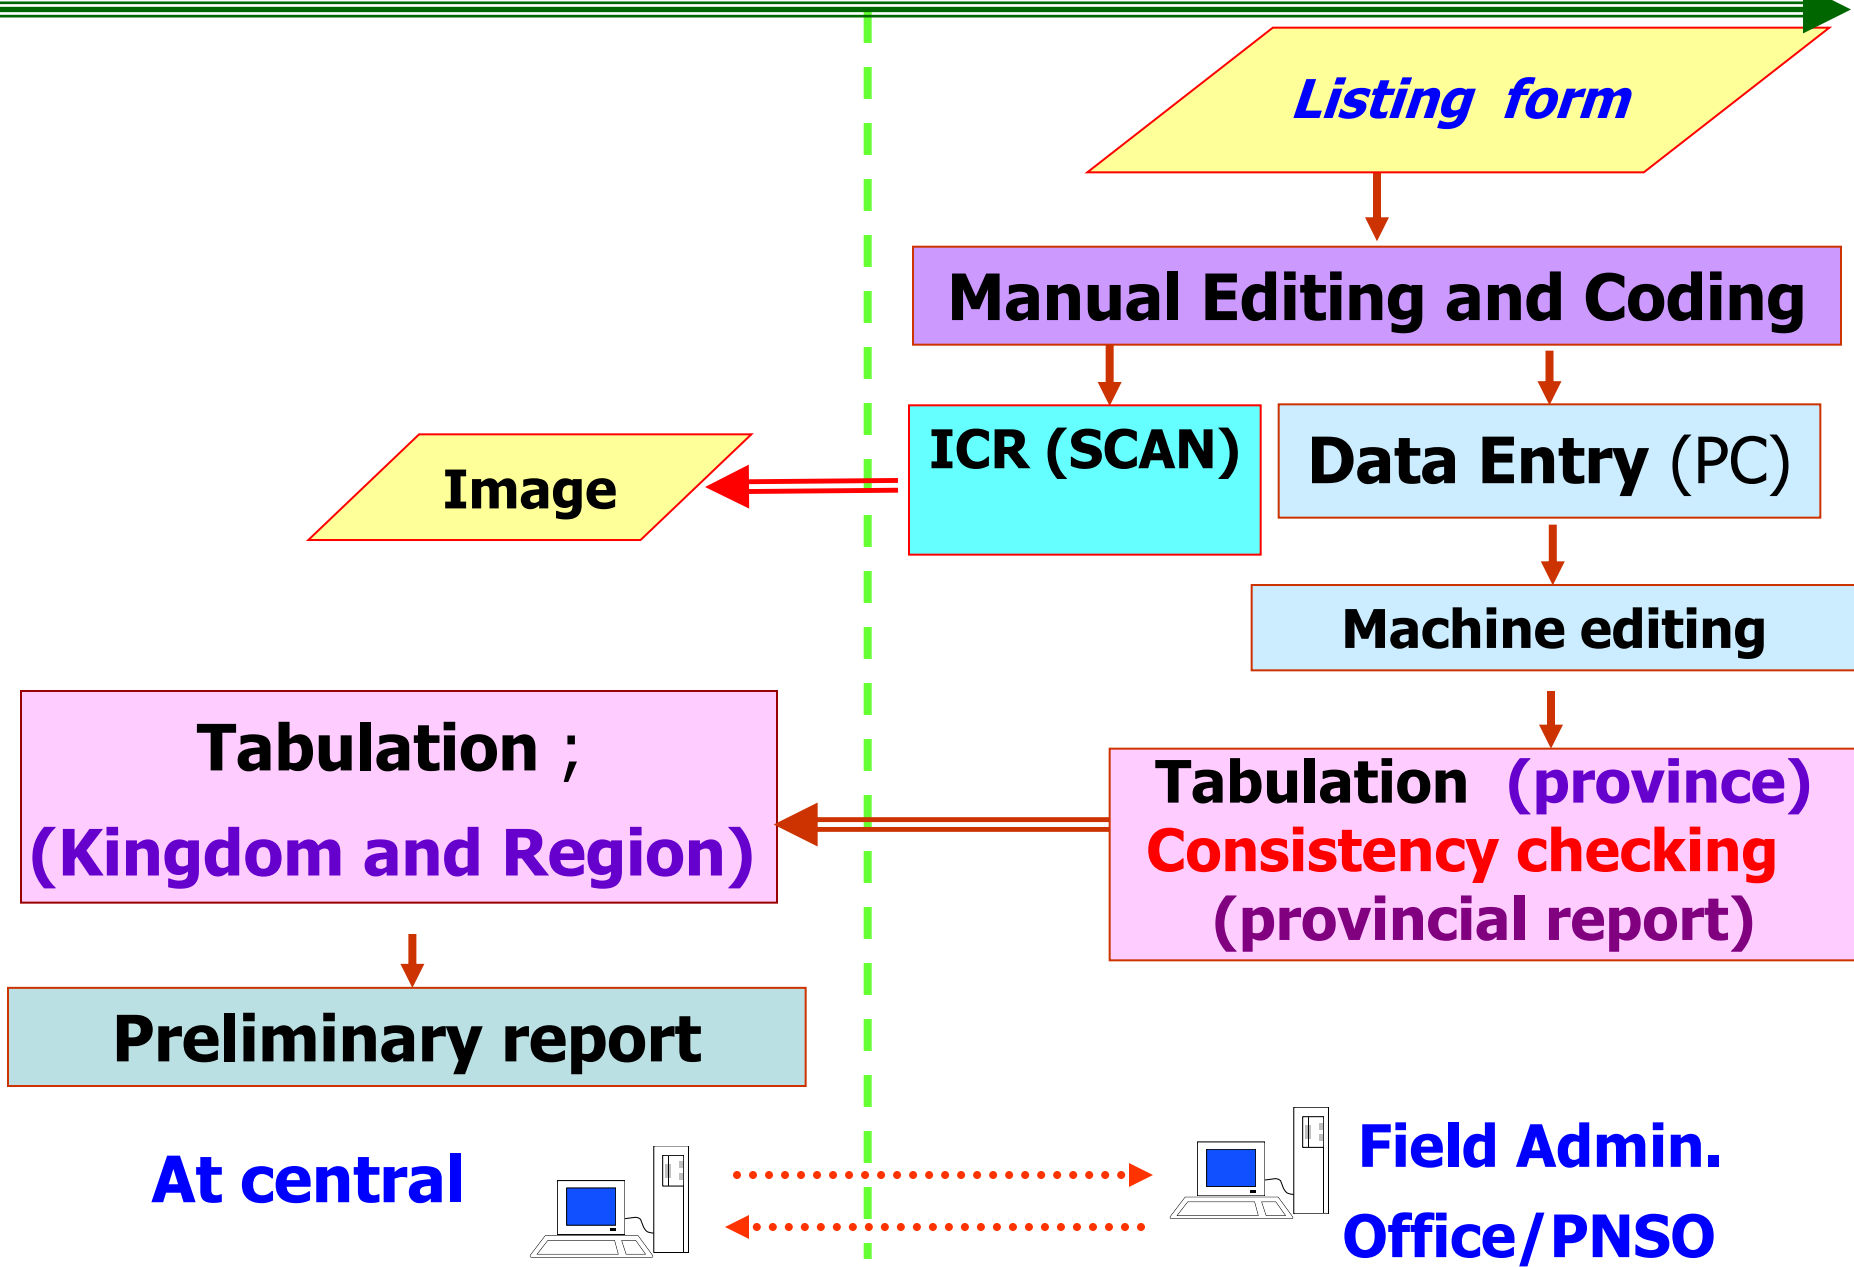 Listing form
Manual Editing and Coding
ICR (SCAN)
Data Entry (PC)
Image
Machine editing
Tabulation ;
(Kingdom and Region)
Tabulation (province)
Consistency checking
(provincial report)
Preliminary report
At central
Field Admin.
Office/PNSO